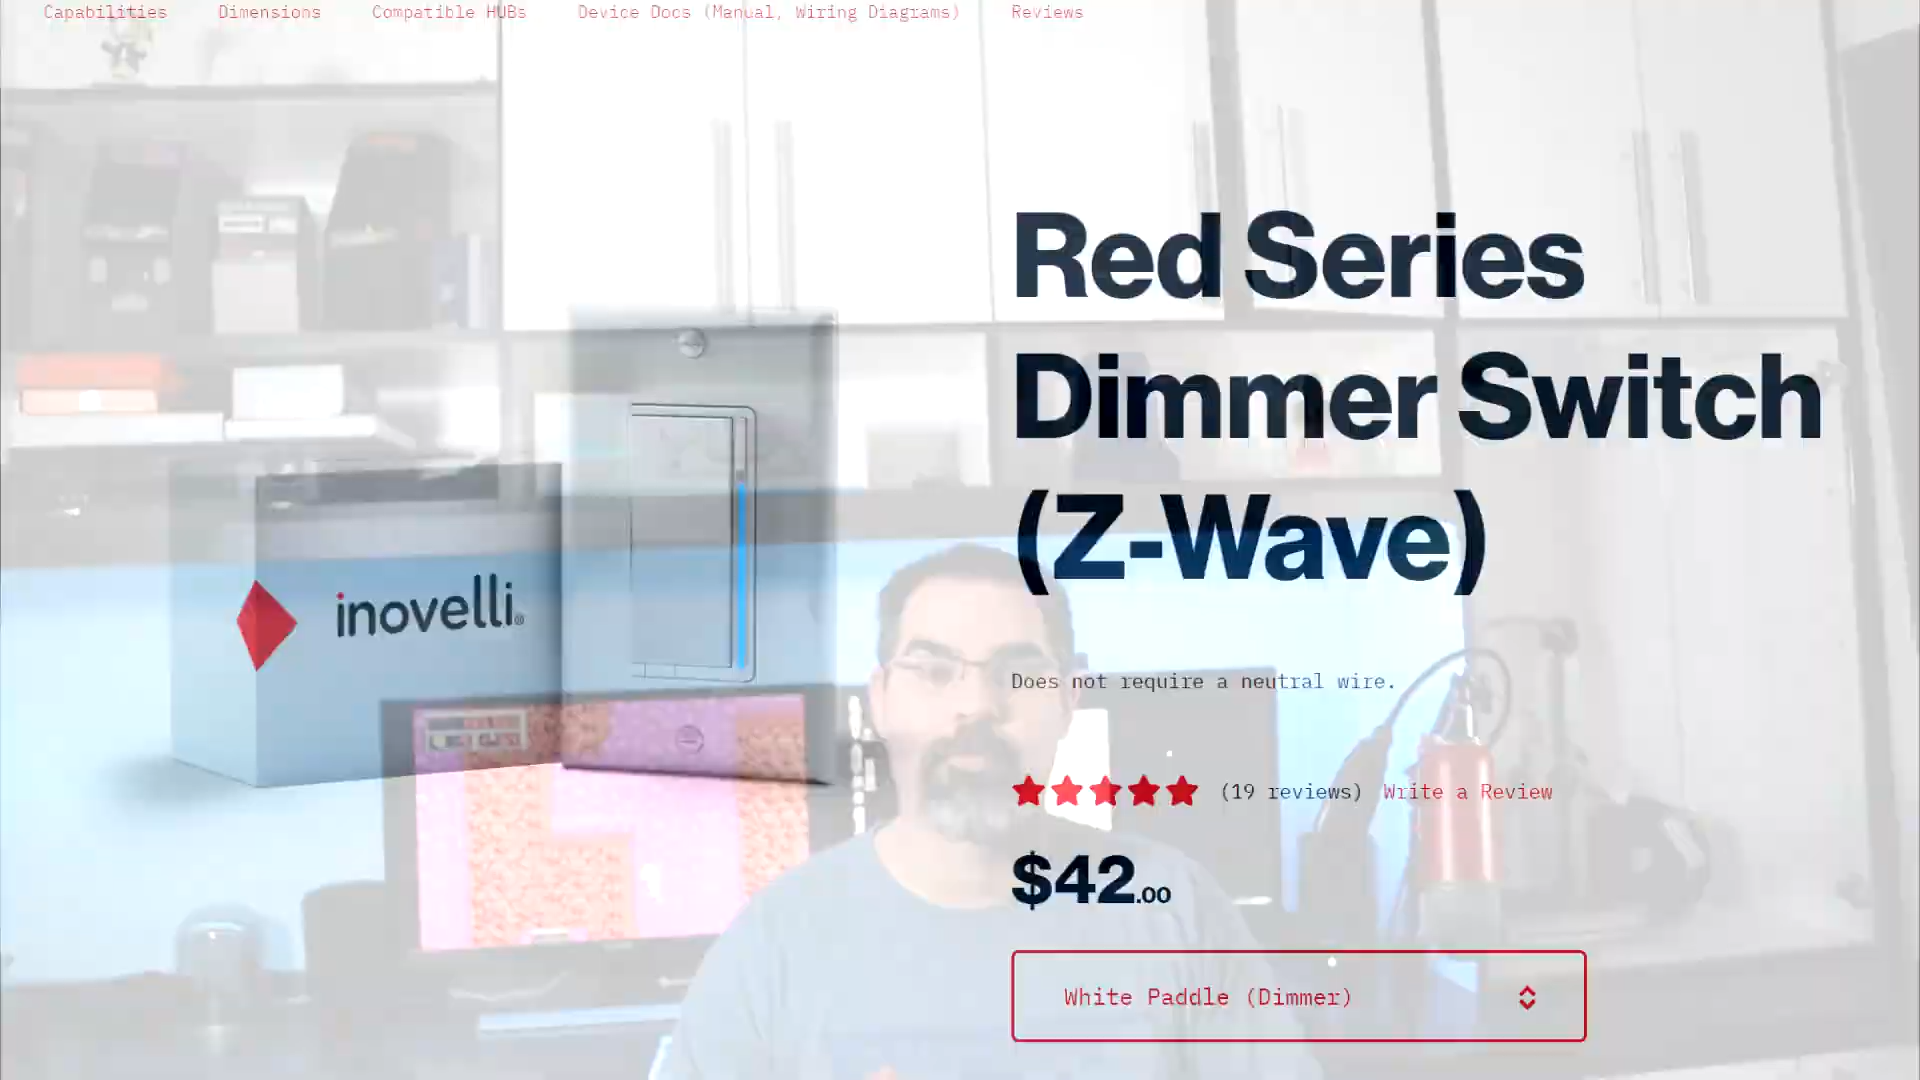 Capabilities
Dimensions
Compatible HUBs
Device Docs (Manual, Wiring Diagrams)
Reviews
Red Series
Dimmer Switch
(Z-Wave)
inovelli®
Does not require a neutral wire.
(19 reviews) Write a Review
$42.00
White Paddle (Dimmer)